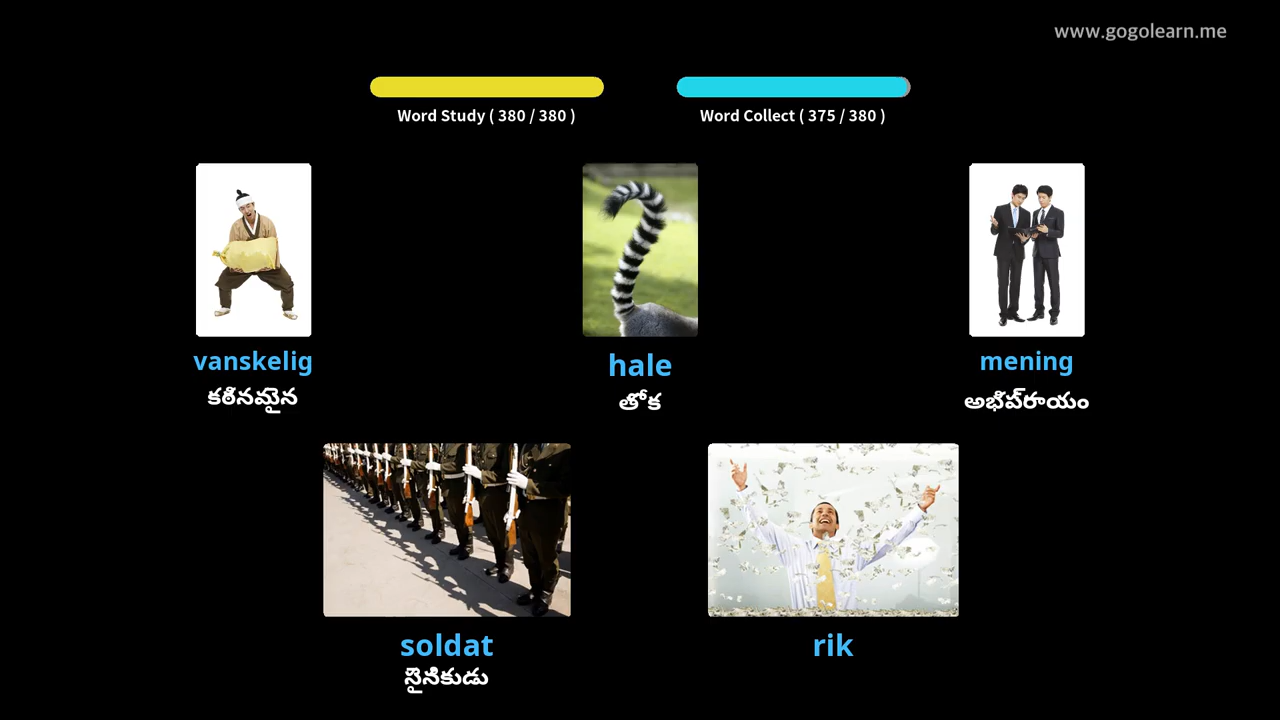 www.gogolearn.me
Word Study ( 380 / 380 )
Word Collect ( 375 / 380 )
vanskelig
కఠినమైన
hale
తోక
mening
అభిప్రాయం
soldat
సైనికుడు
rik